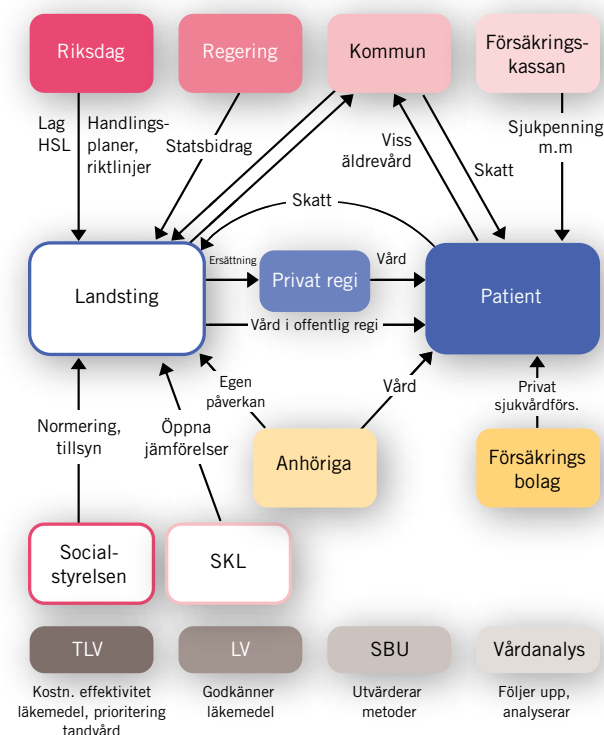 Riksdag
Regering
Kommun
Försäkrings-
kassan
Lag
HSL
Handlings-
planer,
riktlinjer
Statsbidrag
Viss
äldrevård
Skatt
Sjukpenning
m.m
Skatt
Landsting
Ersättning
Privat regi
Vård
Patient
Vård i offentlig regi
Normering,
tillsyn
Öppna
jämförelser
Egen
påverkan
Vård
Privat
sjukvårdförs.
Anhöriga
Försäkrings
bolag
Social-
styrelsen
SKL
TLV
LV
SBU
Vårdanalys
Kostn. effektivitet
läkemedel, prioritering
tandvård
Godkänner
läkemedel
Utvärderar
metoder
Följer upp,
analyserar